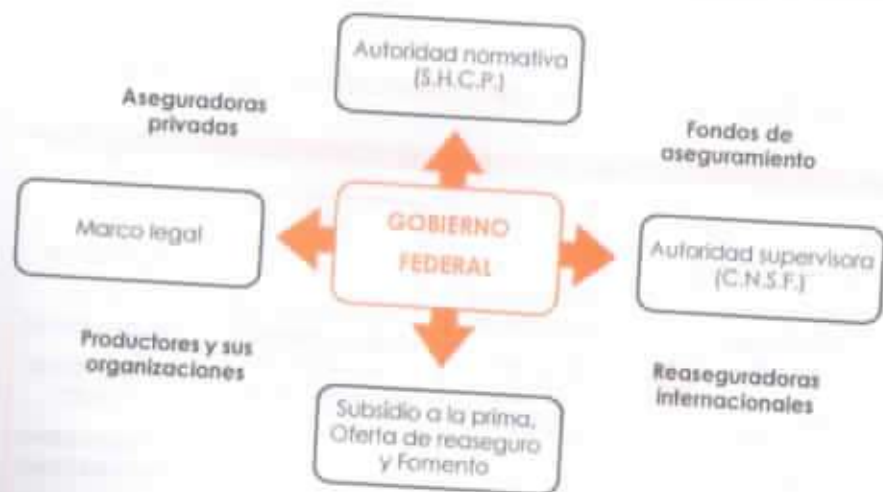 Autoridad normativa
(S.H.C.P.)
Aseguradoras
privadas
Fondos de
aseguramiento
Marco legal
GOBIERNO
FEDERAL
Autoridad supervisora
(C.N.S.F.)
Productores y sus
organizaciones
Reaseguradoras
internacionales
Subsidio a la prima,
Oferta de reaseguro
y Fomento